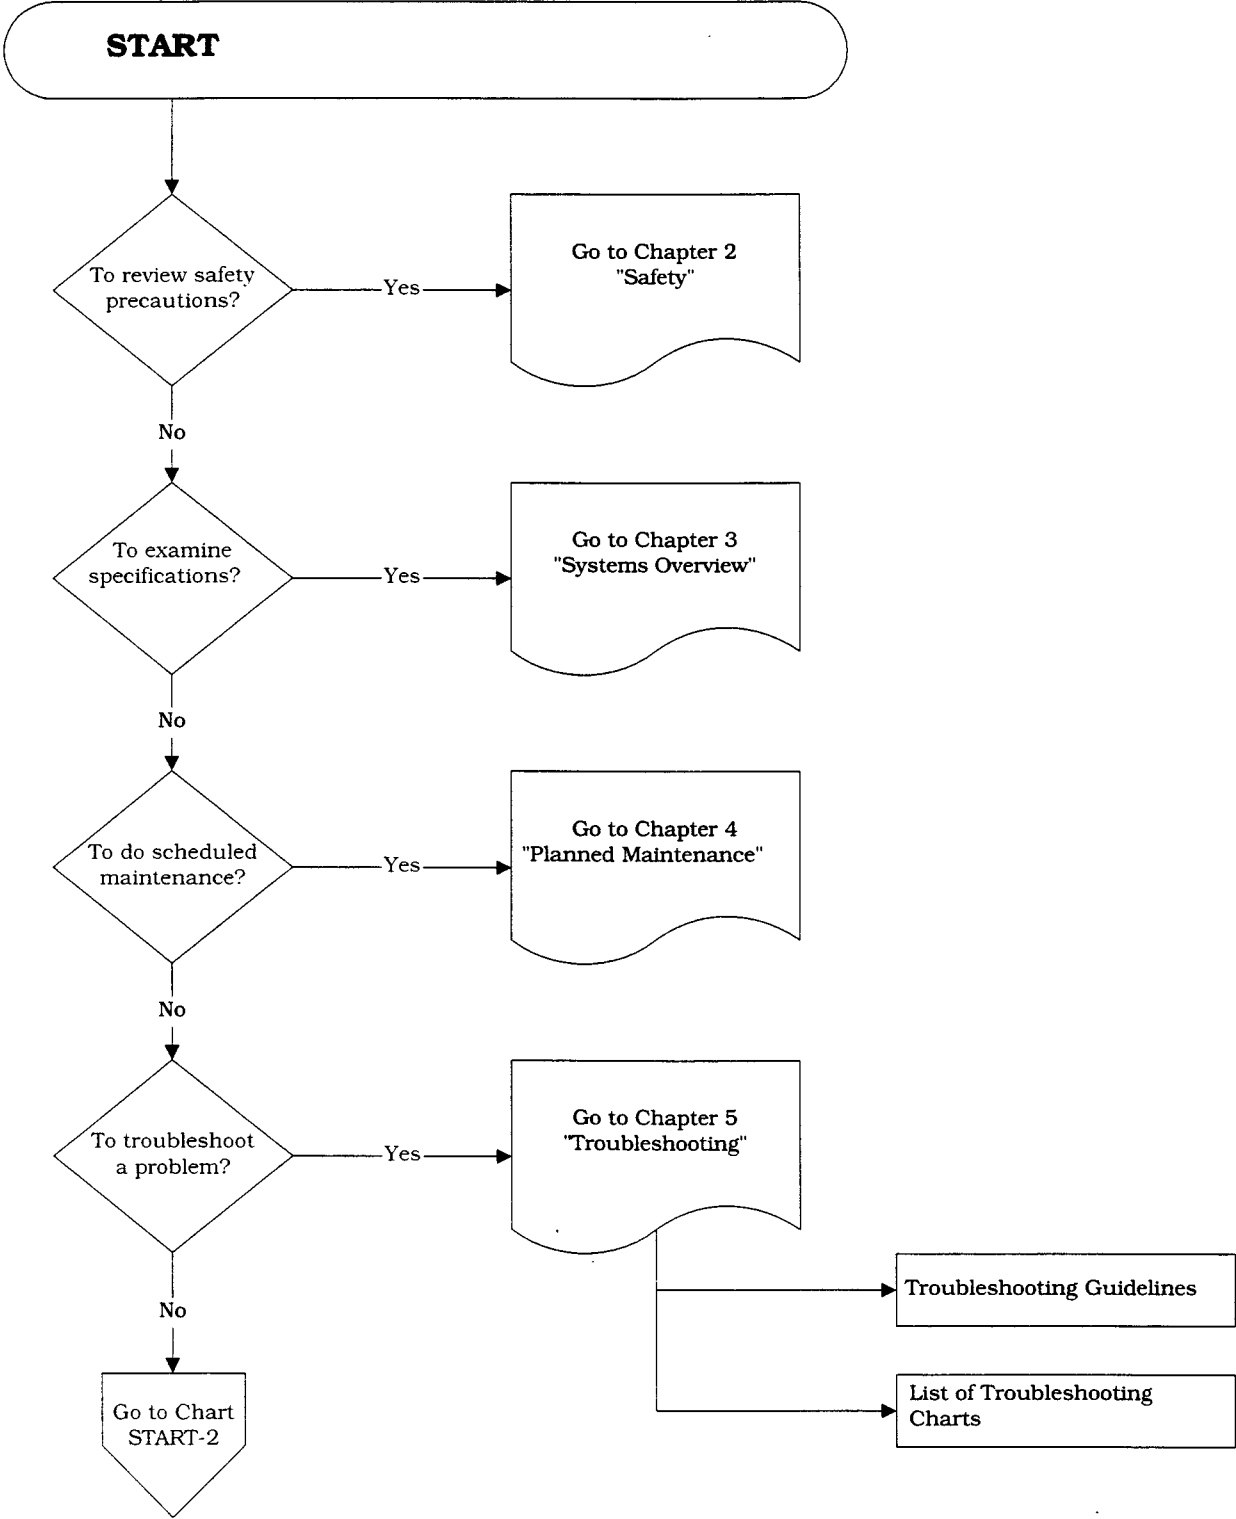 START
To review safety
precautions?
Yes
Go to Chapter 2
"Safety"
No
To examine
specifications?
Yes
Go to Chapter 3
"Systems Overview"
No
To do scheduled
maintenance?
Yes
Go to Chapter 4
"Planned Maintenance"
No
To troubleshoot
a problem?
Yes
Go to Chapter 5
"Troubleshooting"
Troubleshooting Guidelines
No
List of Troubleshooting
Charts
Go to Chart
START-2